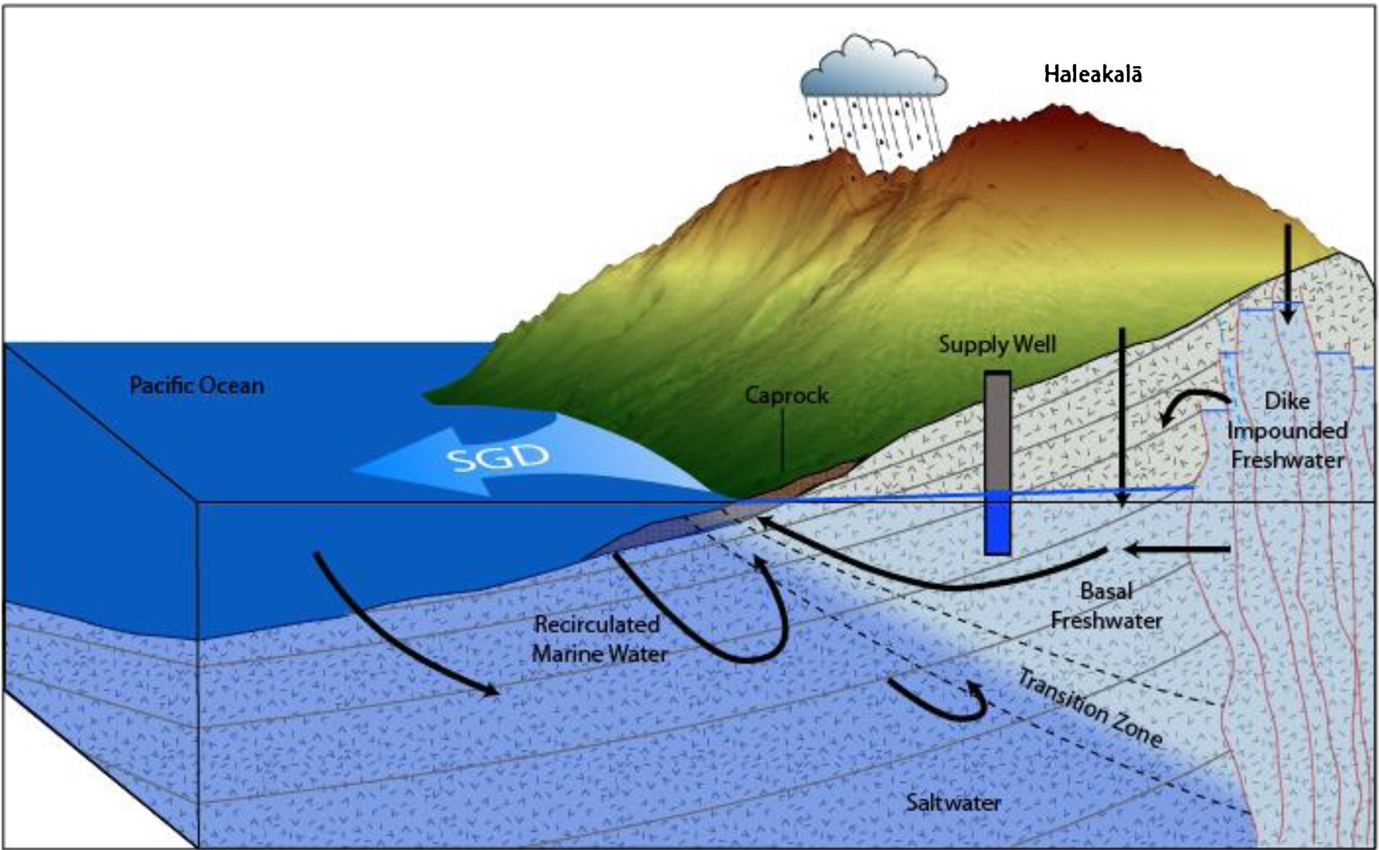 Haleakalā
Supply Well
Pacific Ocean
Caprock
Dike
Impounded
Freshwater
SGD
Basal
Freshwater
Recirculated
Marine Water
Transition Zone
Saltwater